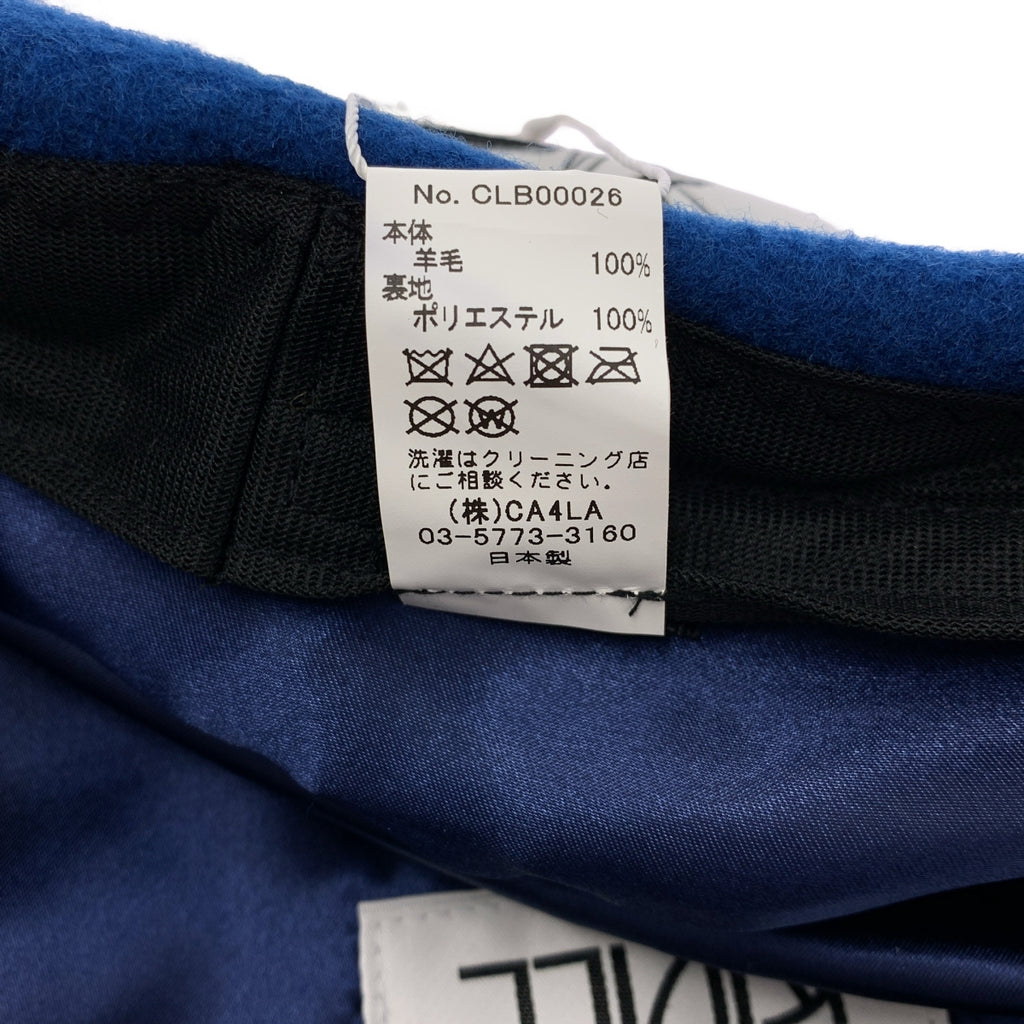 No. CLB00026
本体
羊毛 100%
裏地
ポリエステル 100%
洗濯はクリーニング店
にご相談ください。
(株)CA4LA
03-5773-3160
日本製